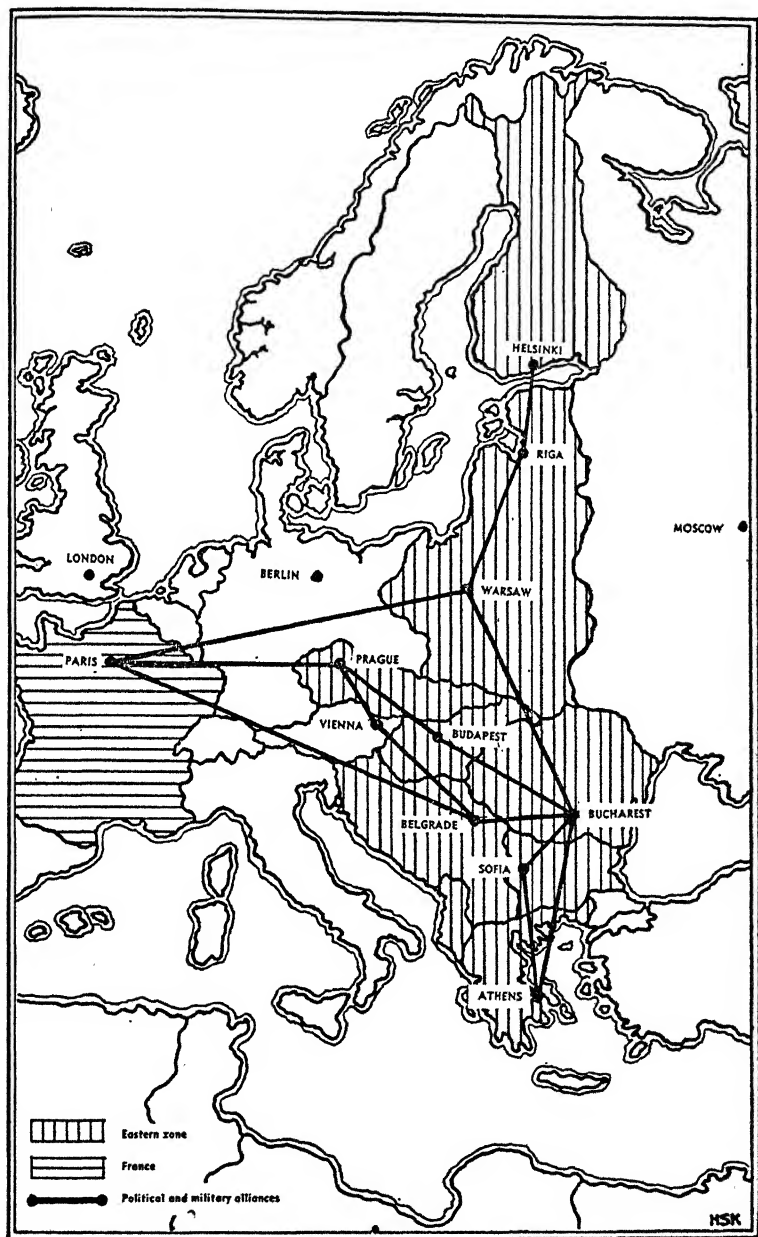 HELSINKI
RIGA
MOSCOW
LONDON
BERLIN
WARSAW
PARIS
PRAGUE
VIENNA
BUDAPEST
BELGRADE
BUCHAREST
SOFIA
ATHENS
Eastern zone
France
Political and military alliances
HSK